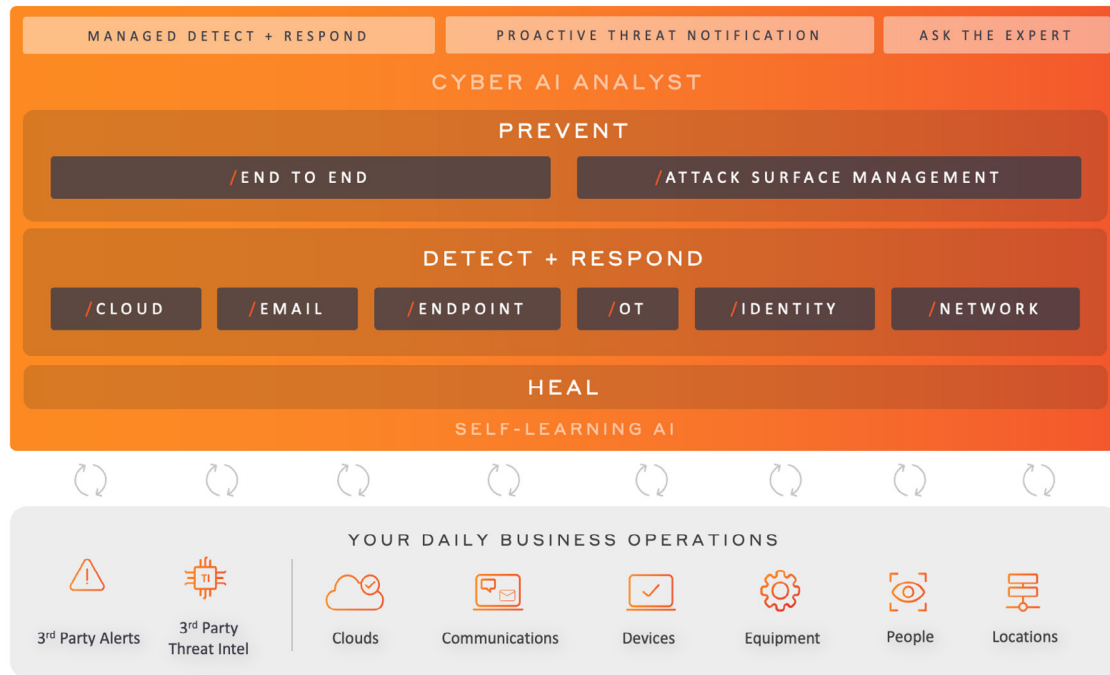 MANAGED DETECT + RESPOND
PROACTIVE THREAT NOTIFICATION
ASK THE EXPERT
CYBER AI ANALYST
PREVENT
/END TO END
/ATTACK SURFACE MANAGEMENT
DETECT + RESPOND
/CLOUD
/EMAIL
/ENDPOINT
/OT
/IDENTITY
/NETWORK
HEAL
SELF-LEARNING AI
YOUR DAILY BUSINESS OPERATIONS
TI
3rd Party Alerts
3rd Party
Threat Intel
Clouds
Communications
Devices
Equipment
People
Locations